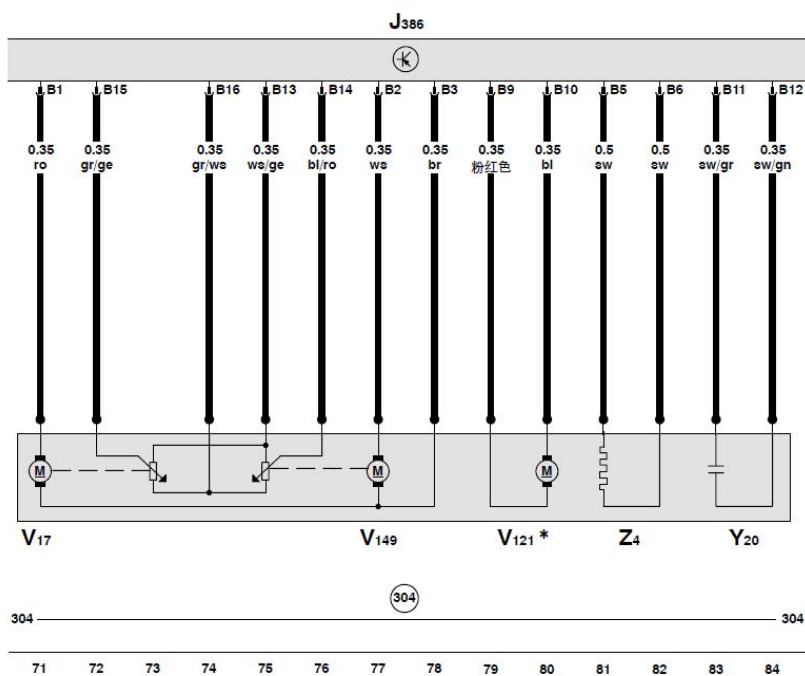 J386
B1 B15 B16 B13 B14 B2 B3 B9 B10 B5 B6 B11 B12
0.35 0.35 0.35 0.35 0.35 0.35 0.35 0.35 0.35 0.5 0.5 0.35 0.35
ro gr/ge gr/ws ws/ge bl/ro ws br 粉红色 bl sw sw sw/gr sw/gn
M M M
V17 V149 V121 * Z4 Y20
304
304 304
71 72 73 74 75 76 77 78 79 80 81 82 83 84